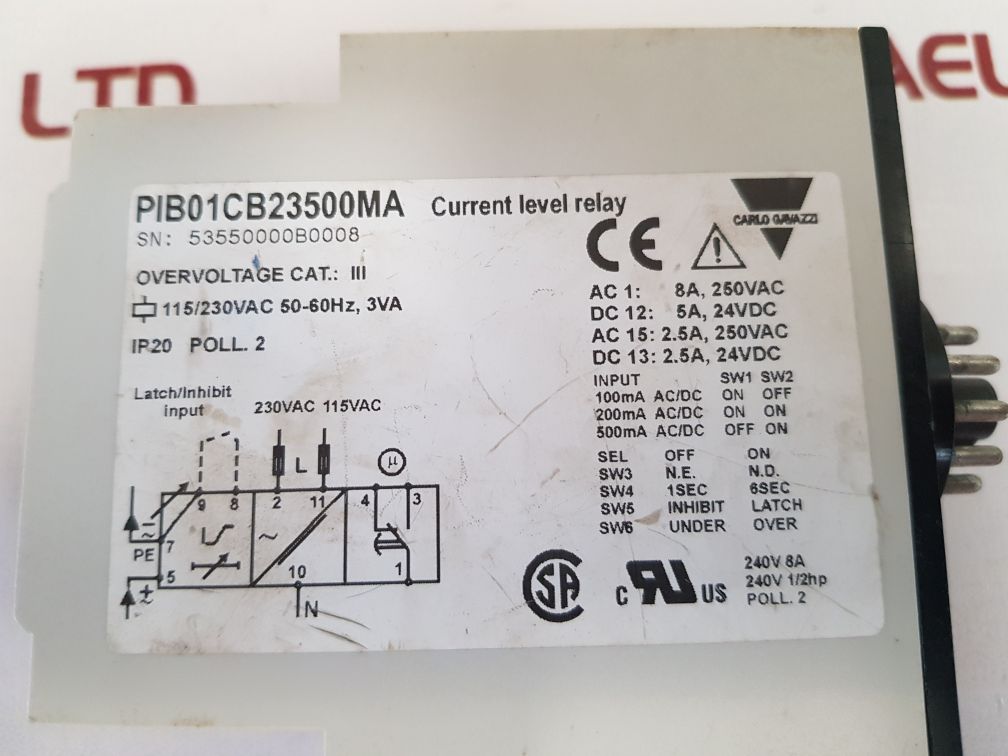 LTD
AEL
PIB01CB23500MA Current level relay
CARLO GAVAZZI
SN: 53550000B0008
CE
OVERVOLTAGE CAT.: III
115/230VAC 50-60Hz, 3VA
IP20 POLL. 2
AC 1: 8A, 250VAC
DC 12: 5A, 24VDC
AC 15: 2.5A, 250VAC
DC 13: 2.5A, 24VDC
INPUT SW1 SW2
100mA AC/DC ON OFF
200mA AC/DC ON ON
500mA AC/DC OFF ON
SEL OFF ON
SW3 N.E. N.D.
SW4 1SEC 6SEC
SW5 INHIBIT LATCH
SW6 UNDER OVER
Latch/Inhibit
input
230VAC 115VAC
L
μ
9 8 2 11 4 3
~
PE 7
5 10 1
N
CSA
C RU US
240V 8A
240V 1/2hp
POLL. 2